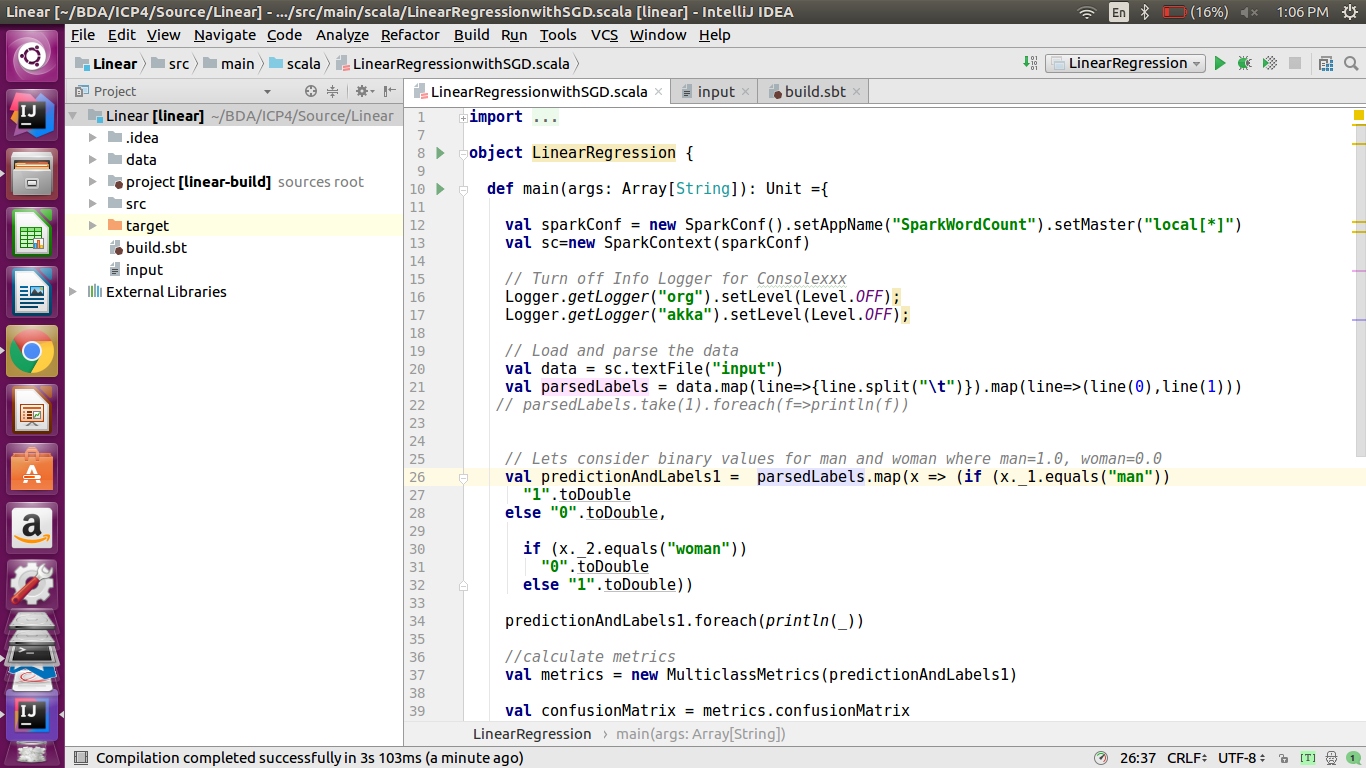 Linear [~/BDA/ICP4/Source/Linear] - .../src/main/scala/LinearRegressionwithSGD.scala [linear] - IntelliJ IDEA
En
(16%)
1:06 PM
File Edit View Navigate Code Analyze Refactor Build Run Tools VCS Window Help
Linear src main scala LinearRegressionwithSGD.scala
LinearRegression
Project
LinearRegressionwithSGD.scala
input
build.sbt
Linear [linear] ~/BDA/ICP4/Source/Linear
.idea
data
project [linear-build] sources root
src
target
build.sbt
input
External Libraries
1 import ...
7
8 object LinearRegression {
9
10 def main(args: Array[String]): Unit ={
11
12 val sparkConf = new SparkConf().setAppName("SparkWordCount").setMaster("local[*]")
13 val sc=new SparkContext(sparkConf)
14
15 // Turn off Info Logger for Consolexxx
16 Logger.getLogger("org").setLevel(Level.OFF);
17 Logger.getLogger("akka").setLevel(Level.OFF);
18
19 // Load and parse the data
20 val data = sc.textFile("input")
21 val parsedLabels = data.map(line=>{line.split("\t")}).map(line=>(line(0),line(1)))
22 // parsedLabels.take(1).foreach(f=>println(f))
23
24
25 // Lets consider binary values for man and woman where man=1.0, woman=0.0
26 val predictionAndLabels1 =  parsedLabels.map(x => (if (x._1.equals("man"))
27 "1".toDouble
28 else "0".toDouble,
29
30 if (x._2.equals("woman"))
31 "0".toDouble
32 else "1".toDouble))
33
34 predictionAndLabels1.foreach(println(_))
35
36 //calculate metrics
37 val metrics = new MulticlassMetrics(predictionAndLabels1)
38
39 val confusionMatrix = metrics.confusionMatrix
LinearRegression › main(args: Array[String])
Compilation completed successfully in 3s 103ms (a minute ago)
26:37 CRLF UTF-8 [T] 1